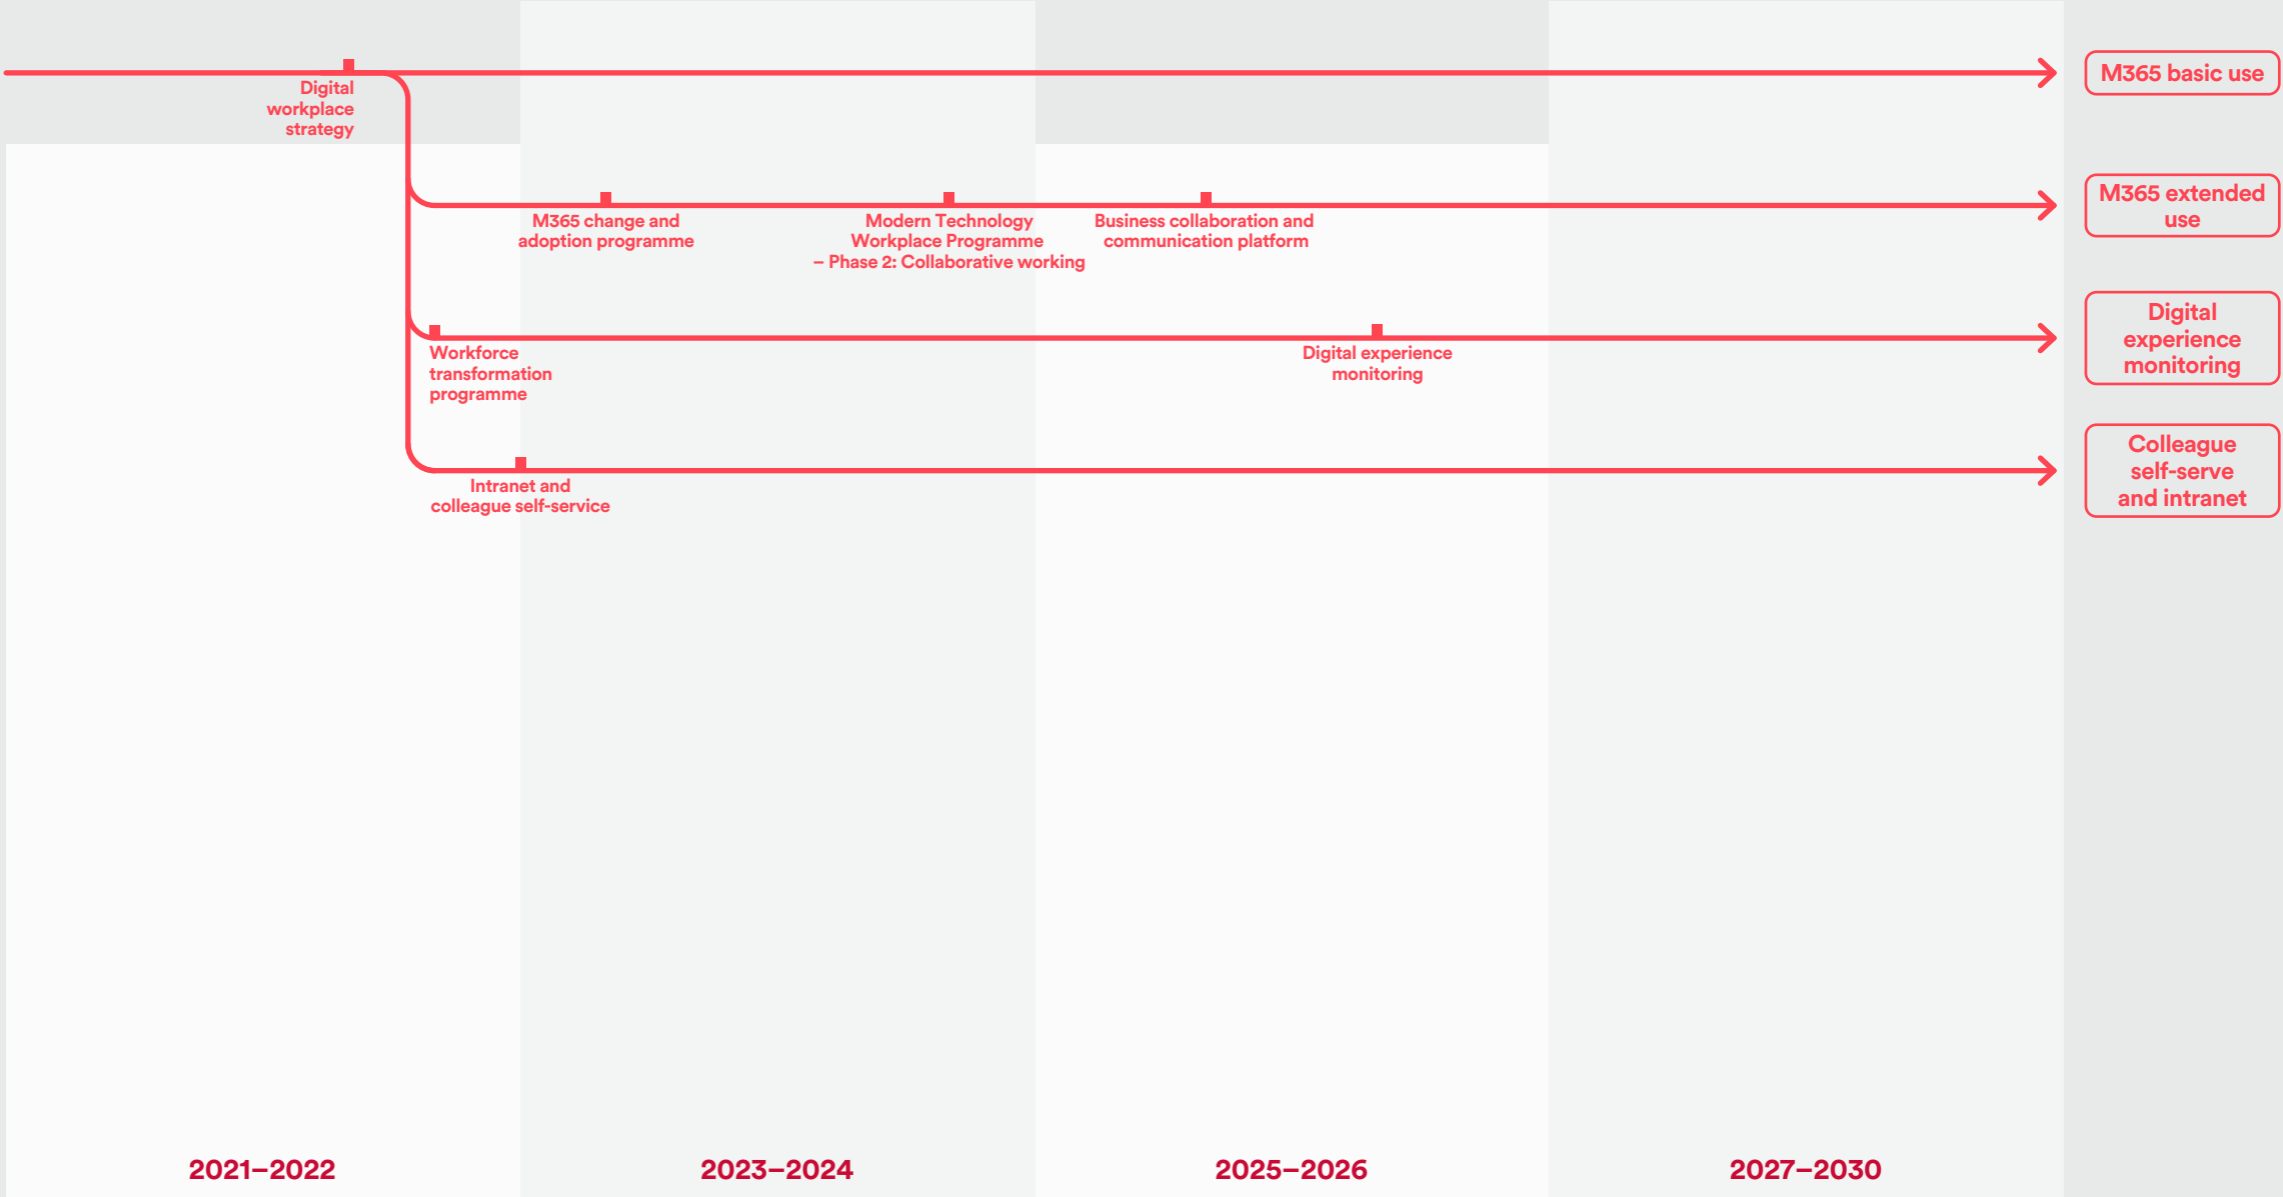 M365 basic use
Digital
workplace
strategy
M365 extended
use
M365 change and
adoption programme
Modern Technology
Workplace Programme
– Phase 2: Collaborative working
Business collaboration and
communication platform
Digital
experience
monitoring
Workforce
transformation
programme
Digital experience
monitoring
Colleague
self-serve
and intranet
Intranet and
colleague self-service
2021–2022
2023–2024
2025–2026
2027–2030